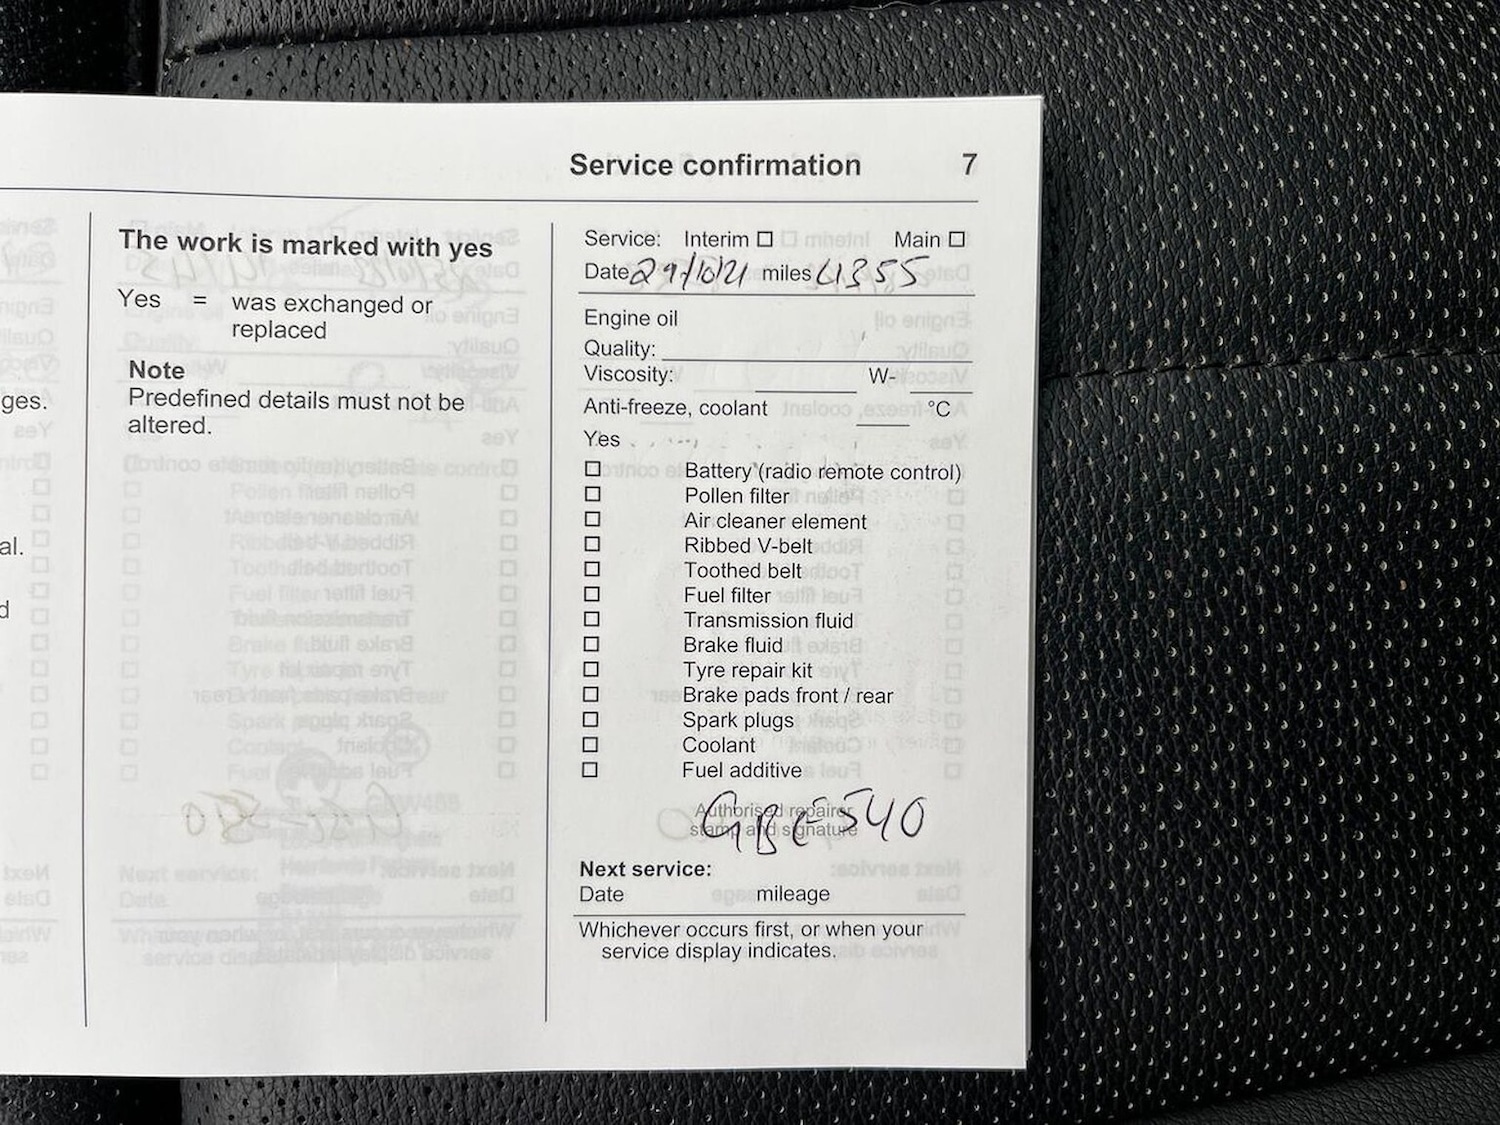 Service confirmation 7
ges.
al.
d
The work is marked with yes
Yes = was exchanged or
replaced
Note
Predefined details must not be
altered.
Service: Interim ☐ Main ☐
Date 29/10/21 miles 41355
Engine oil
Quality:
Viscosity: W-
Anti-freeze, coolant °C
Yes
☐ Battery (radio remote control)
☐ Pollen filter
☐ Air cleaner element
☐ Ribbed V-belt
☐ Toothed belt
☐ Fuel filter
☐ Transmission fluid
☐ Brake fluid
☐ Tyre repair kit
☐ Brake pads front / rear
☐ Spark plugs
☐ Coolant
☐ Fuel additive
Authorised repairer
stamp and signature
GBE540
Next service:
Date mileage
Whichever occurs first, or when your
service display indicates.